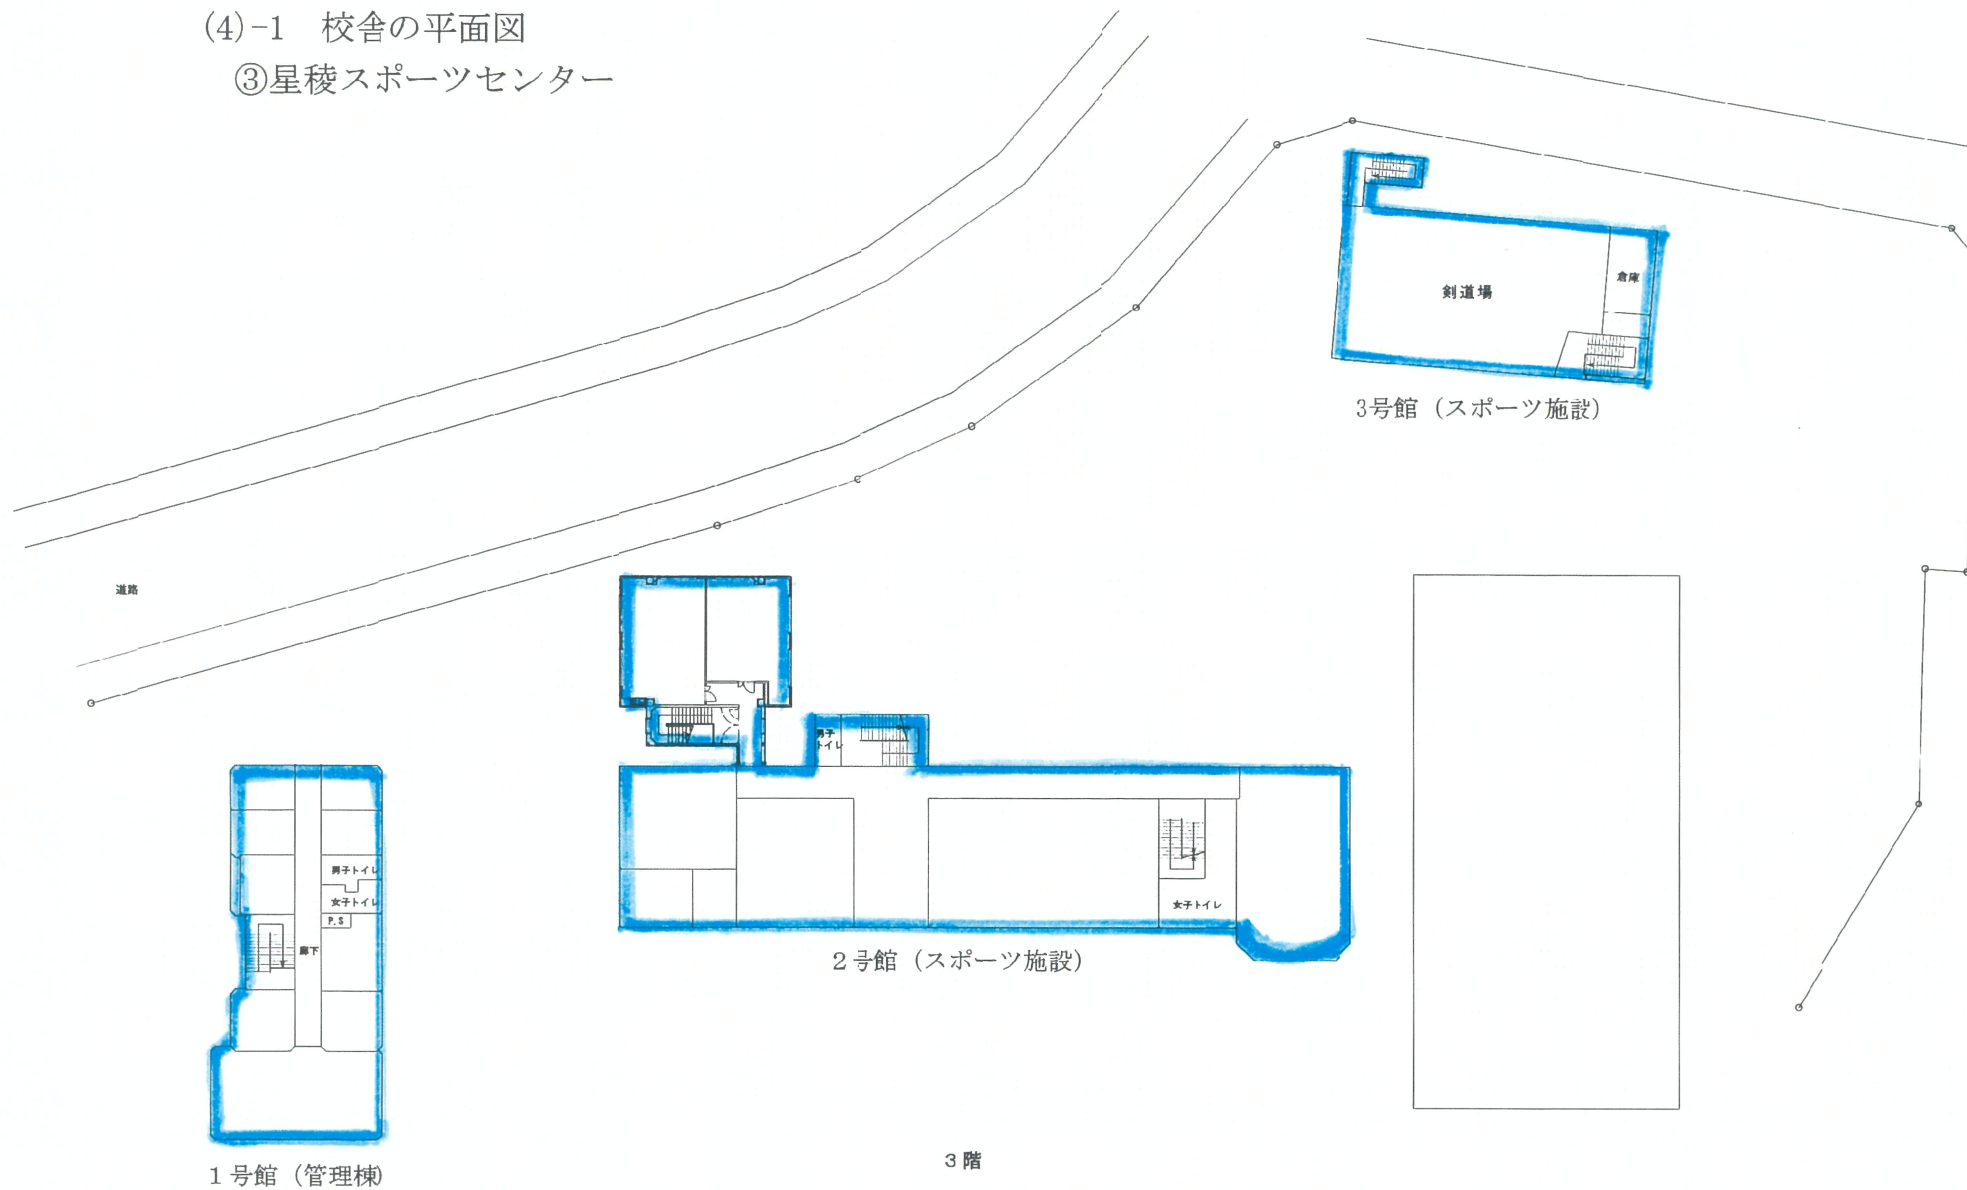 (4)-1 校舎の平面図
③星稜スポーツセンター
倉庫
剣道場
3号館（スポーツ施設）
道路
男子
トイレ
女子トイレ
2号館（スポーツ施設）
男子トイレ
女子トイレ
P.S
廊下
1号館（管理棟）
3階